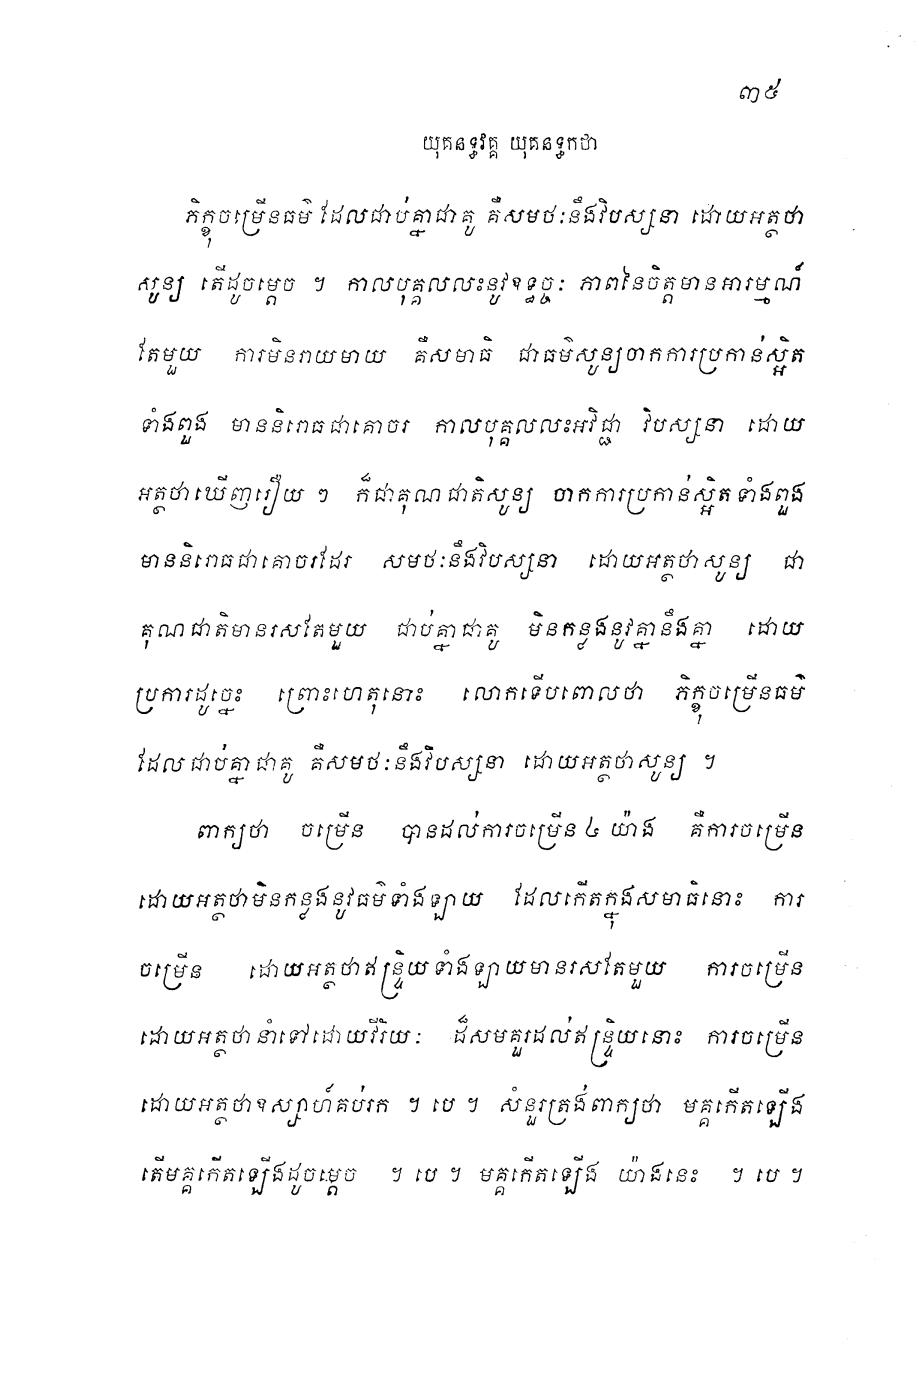 ៣៥
យុគនទ្ធវគ្គ យុគនទ្ធកថា
ភិក្ខុចម្រើនធម៌ ដែលជាប់គ្នាជាគូ គឺសមថៈនឹងវិបស្សនា ដោយអត្ថថា
សូន្យ តើដូចម្តេច ។ កាលបុគ្គលលះនូវឧទ្ធច្ចៈ ភាពនៃចិត្តមានអារម្មណ៍
តែមួយ ការមិនរាយមាយ គឺសមាធិ ជាធម៌សូន្យចាកការប្រកាន់ស្អិត
ទាំងពួង មាននិរោធជាគោចរ កាលបុគ្គលលះអវិជ្ជា វិបស្សនា ដោយ
អត្ថថាឃើញរឿយ ៗ ក៏ជាគុណជាតិសូន្យ ចាកការប្រកាន់ស្អិតទាំងពួង
មាននិរោធជាគោចរដែរ សមថៈនឹងវិបស្សនា ដោយអត្ថថាសូន្យ ជា
គុណជាតិមានរសតែមួយ ជាប់គ្នាជាគូ មិនកន្លងនូវគ្នានឹងគ្នា ដោយ
ប្រការដូច្នេះ ព្រោះហេតុនោះ លោកទើបពោលថា ភិក្ខុចម្រើនធម៌
ដែលជាប់គ្នាជាគូ គឺសមថៈនឹងវិបស្សនា ដោយអត្ថថាសូន្យ ។
ពាក្យថា ចម្រើន បានដល់ការចម្រើន ៤ យ៉ាង គឺការចម្រើន
ដោយអត្ថថាមិនកន្លងនូវធម៌ទាំងឡាយ ដែលកើតក្នុងសមាធិនោះ ការ
ចម្រើន ដោយអត្ថថាឥន្ទ្រិយទាំងឡាយមានរសតែមួយ ការចម្រើន
ដោយអត្ថថានាំទៅដោយវីរិយៈ ដ៏សមគួរដល់ឥន្ទ្រិយនោះ ការចម្រើន
ដោយអត្ថថាឧស្សាហ៍គប់រក ។ បេ ។ សំនួរត្រង់ពាក្យថា មគ្គកើតឡើង
តើមគ្គកើតឡើងដូចម្តេច ។ បេ ។ មគ្គកើតឡើង យ៉ាងនេះ ។ បេ ។